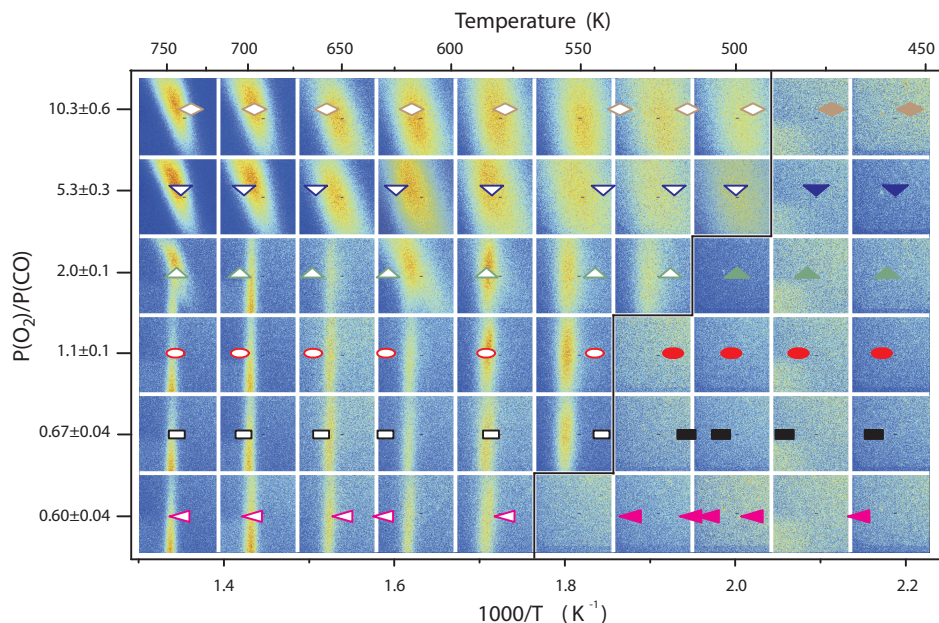 Temperature (K)
750 700 650 600 550 500 450
P(O₂)/P(CO)
10.3±0.6
5.3±0.3
2.0±0.1
1.1±0.1
0.67±0.04
0.60±0.04
1.4 1.6 1.8 2.0 2.2
1000/T (K⁻¹)